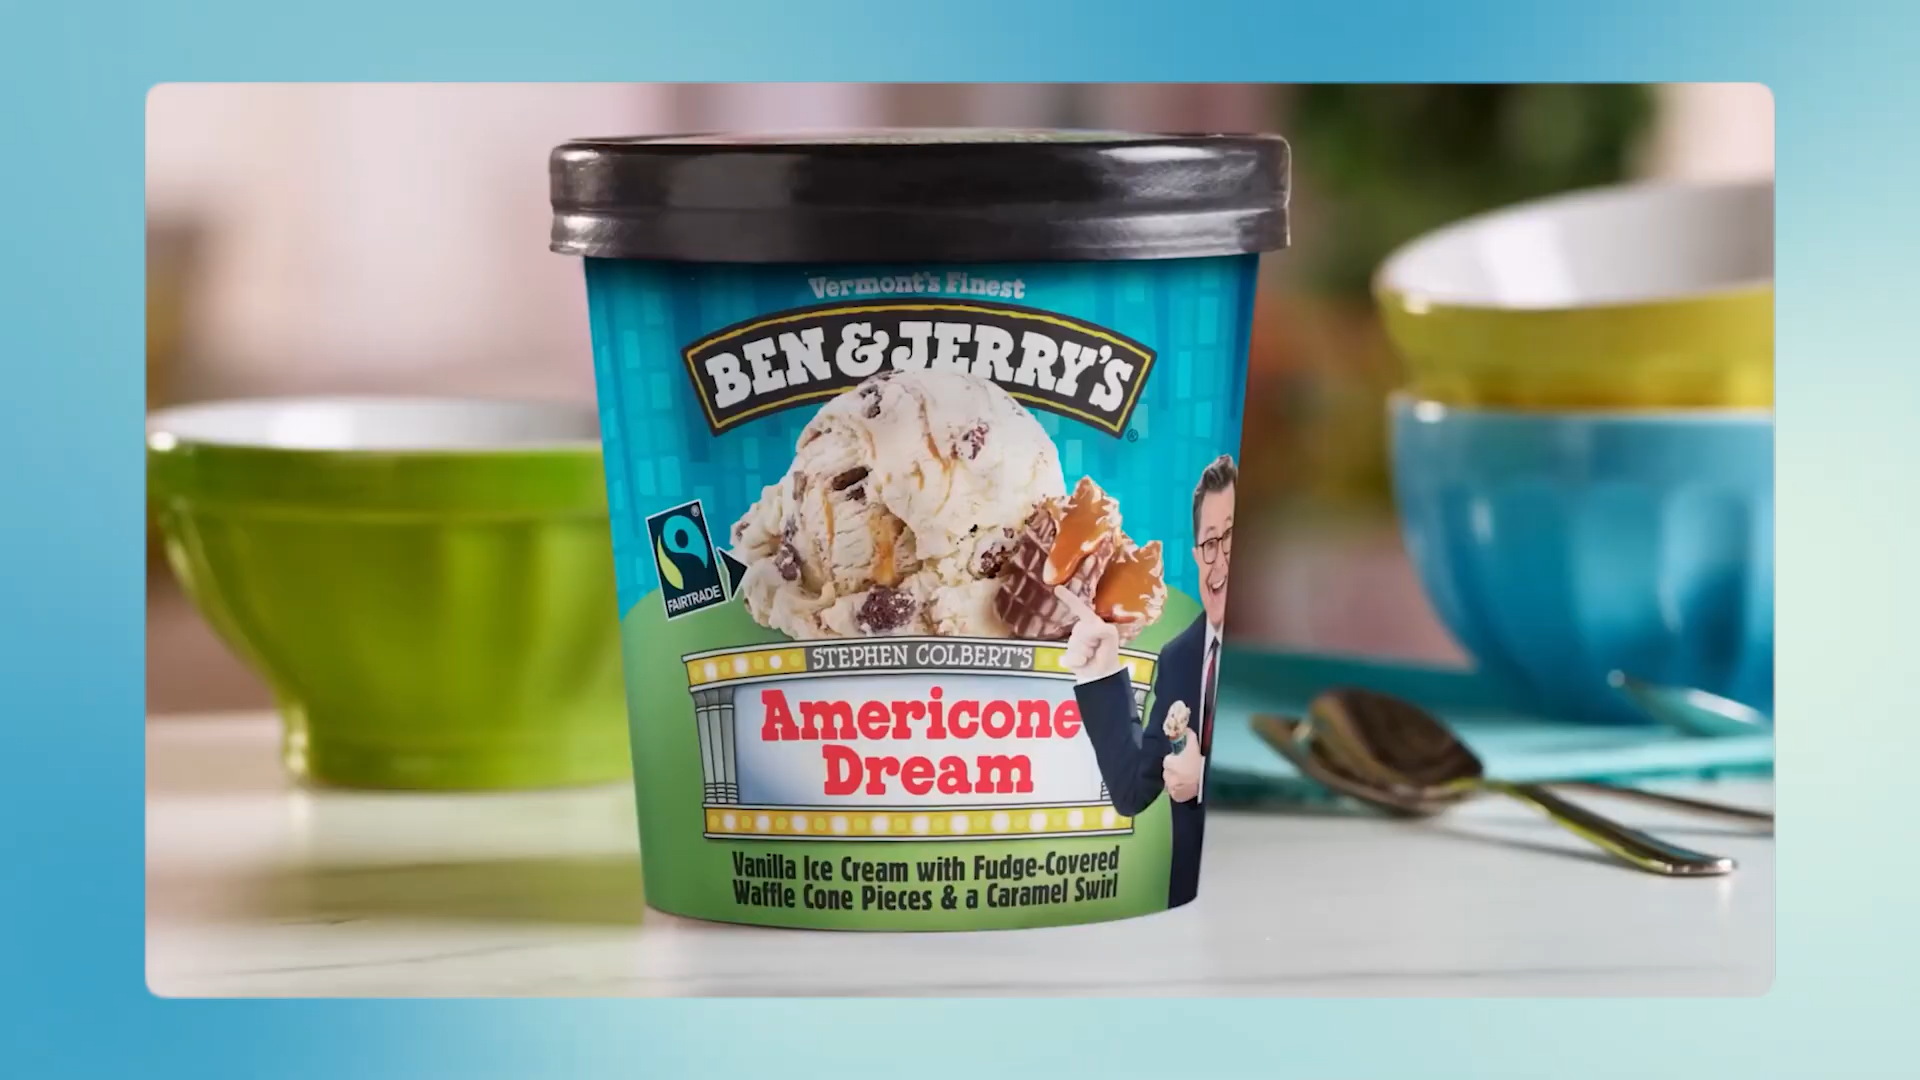 Vermont's Finest
BEN & JERRY'S
FAIRTRADE
STEPHEN COLBERT'S
Americone
Dream
Vanilla Ice Cream with Fudge-Covered
Waffle Cone Pieces & a Caramel Swirl